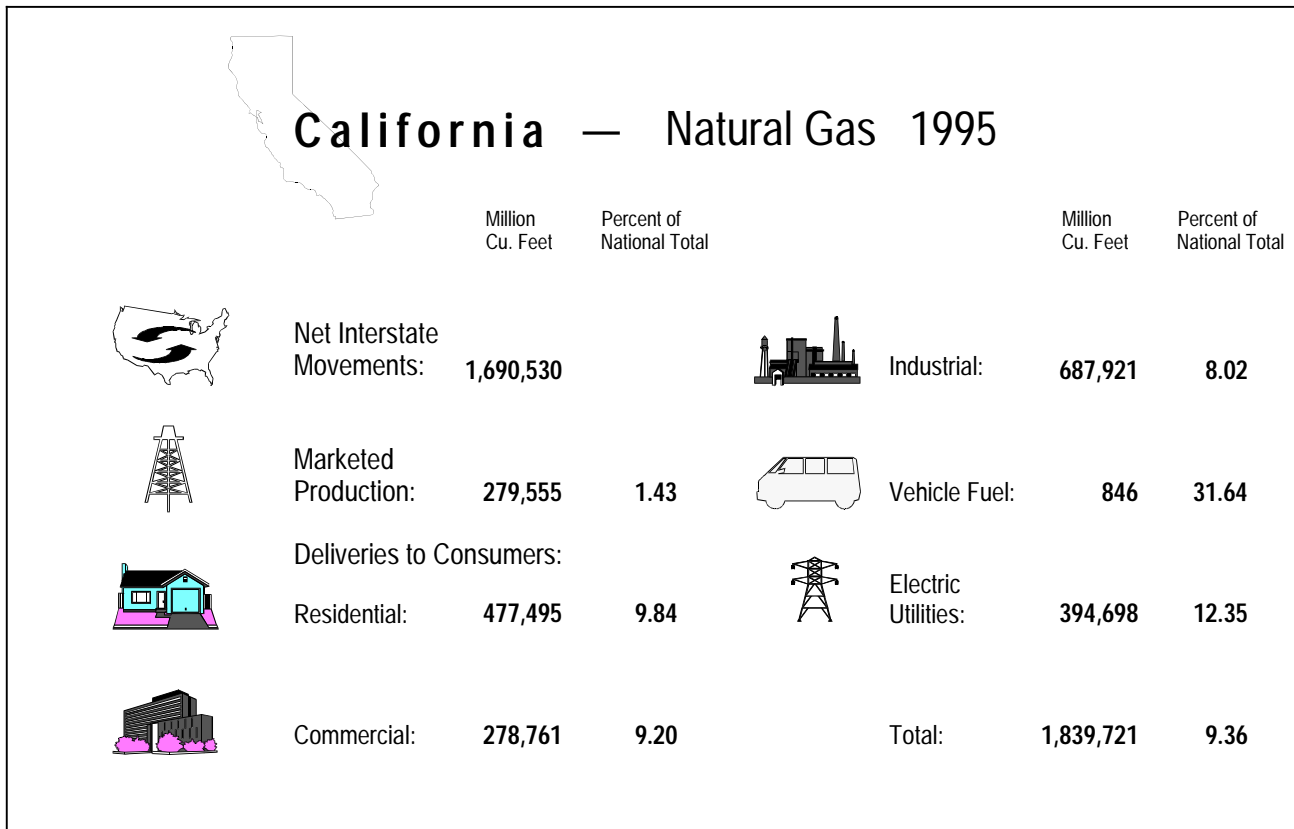 California — Natural Gas 1995
Million Percent of
Cu. Feet National Total
Net Interstate
Movements: 1,690,530
Marketed
Production: 279,555 1.43
Deliveries to Consumers:
Residential: 477,495 9.84
Commercial: 278,761 9.20
Million Percent of
Cu. Feet National Total
Industrial: 687,921 8.02
Vehicle Fuel: 846 31.64
Electric
Utilities: 394,698 12.35
Total: 1,839,721 9.36